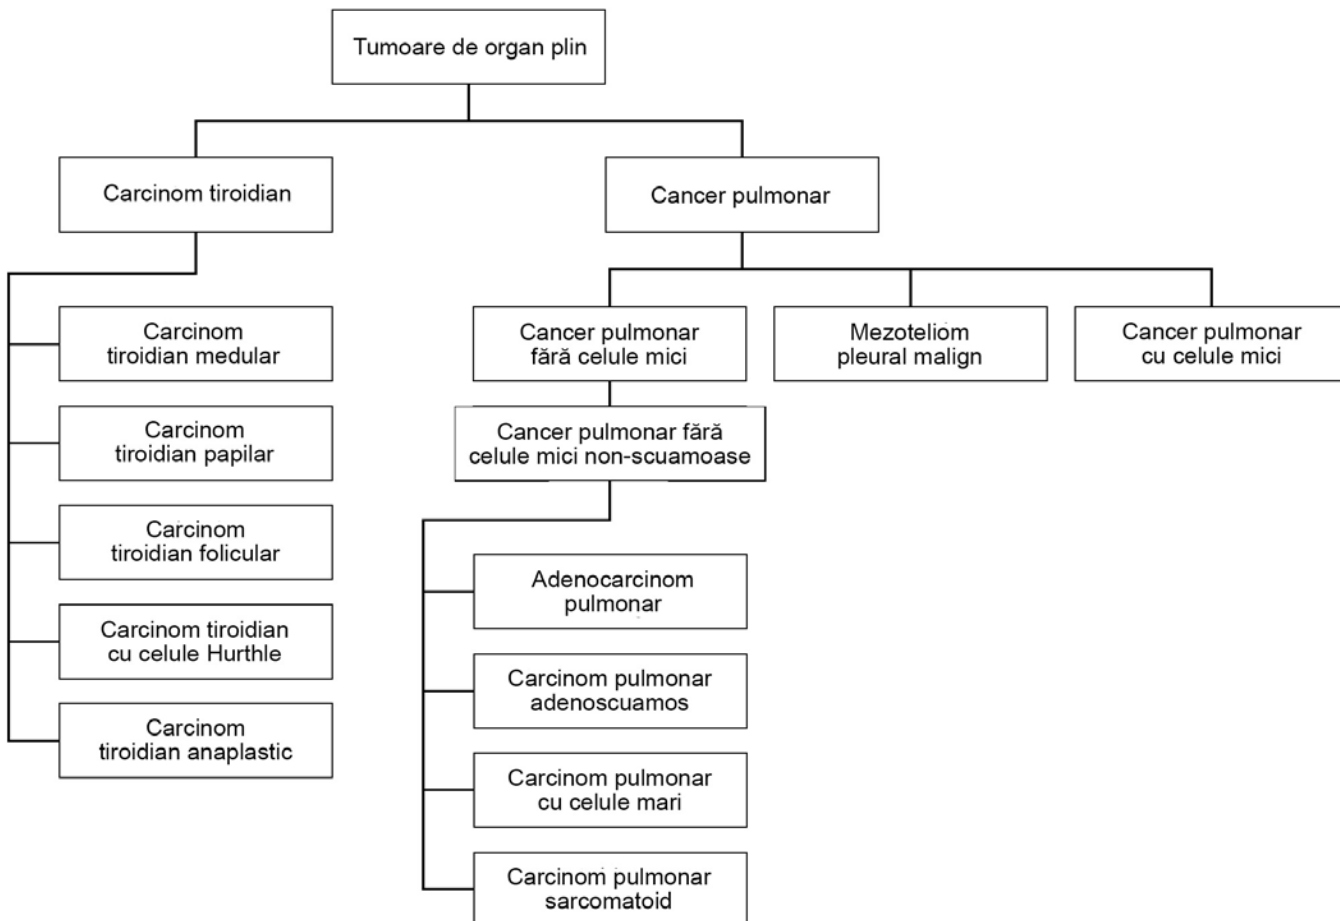 Tumoare de organ plin
Carcinom tiroidian
Cancer pulmonar
Carcinom
tiroidian medular
Carcinom
tiroidian papilar
Carcinom
tiroidian folicular
Carcinom tiroidian
cu celule Hurthle
Carcinom
tiroidian anaplastic
Cancer pulmonar
fără celule mici
Mezoteliom
pleural malign
Cancer pulmonar
cu celule mici
Cancer pulmonar fără
celule mici non-scuamoase
Adenocarcinom
pulmonar
Carcinom pulmonar
adenoscuamos
Carcinom pulmonar
cu celule mari
Carcinom pulmonar
sarcomatoid